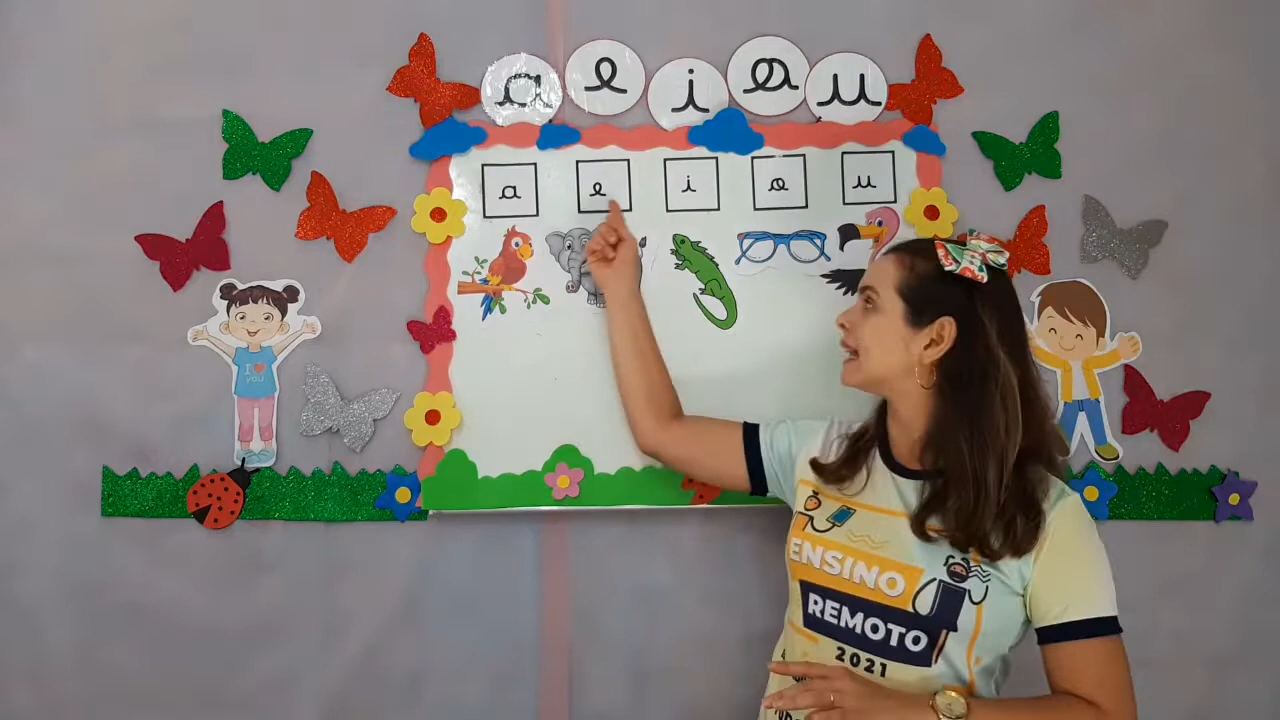 a e i o u
a e i o u
I ♥
you
ENSINO
REMOTO
2021